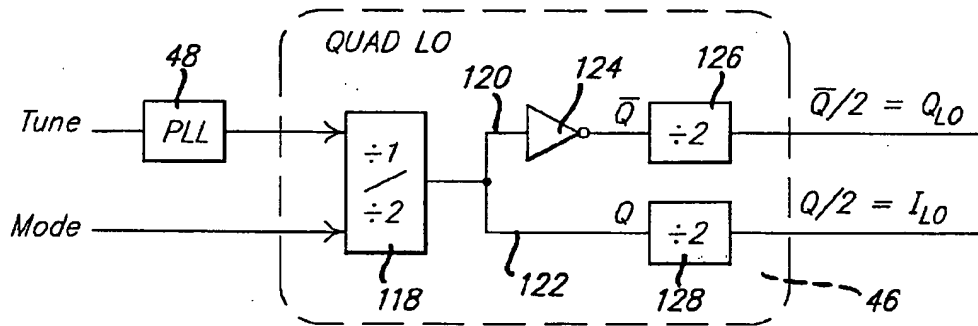 QUAD LO
48
120
124
126
Tune
PLL
÷1
÷2
Q̅
÷2
Q̅/2 = Q_LO
Mode
Q
÷2
Q/2 = I_LO
118
122
128
46